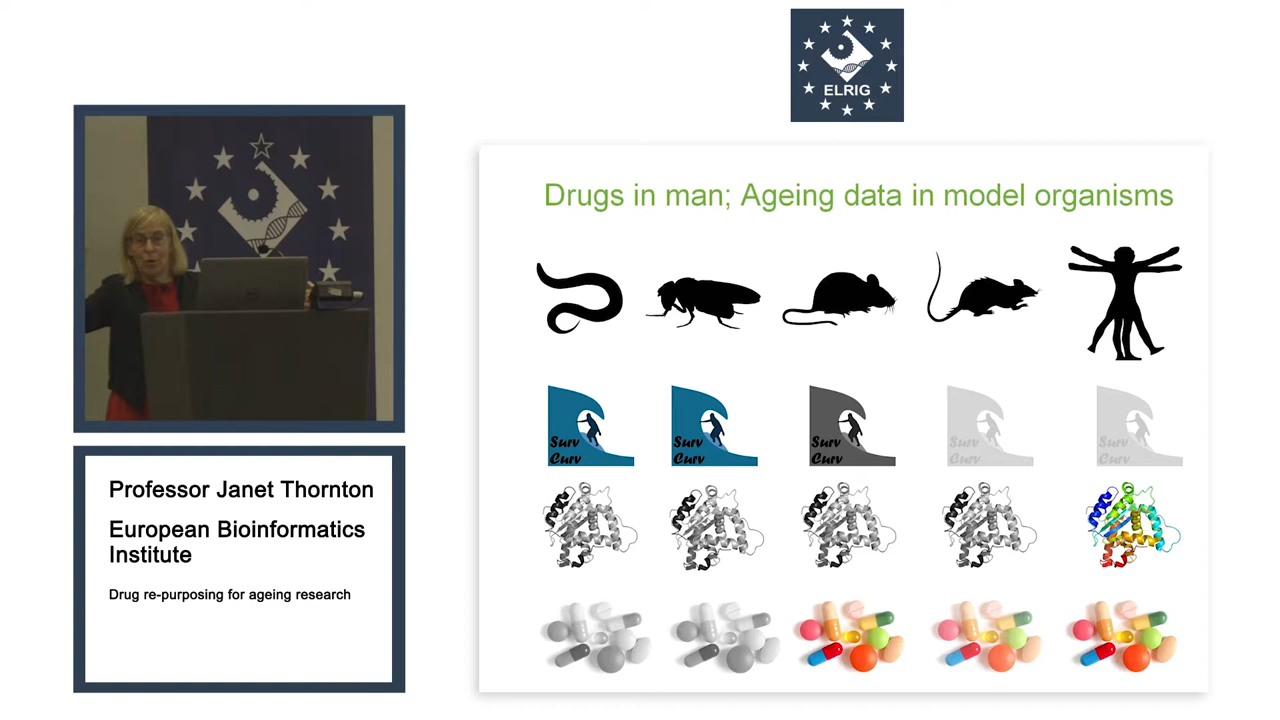 ELRIG
Drugs in man; Ageing data in model organisms
Surv
Curv
Surv
Curv
Surv
Curv
Surv
Curv
Surv
Curv
Professor Janet Thornton
European Bioinformatics
Institute
Drug re-purposing for ageing research